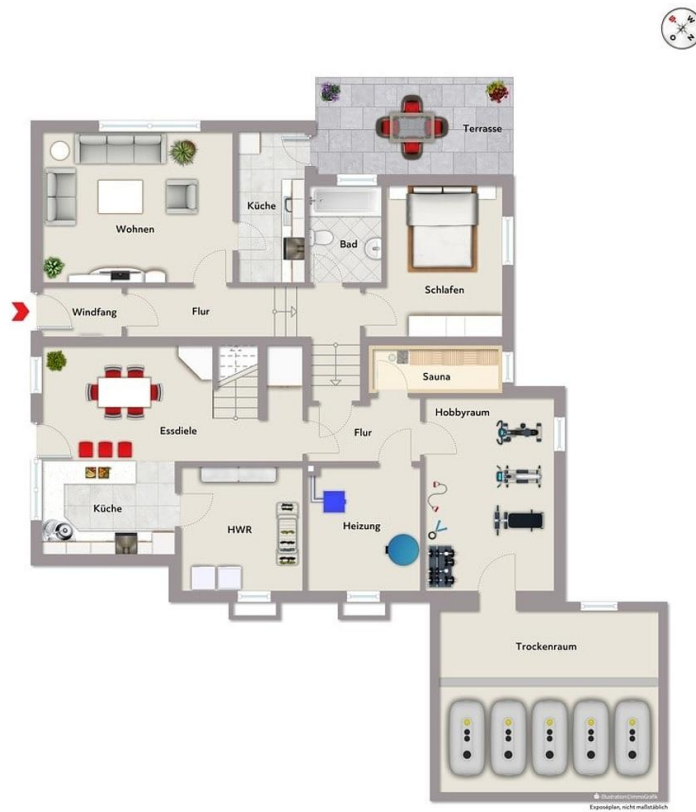 W
N
O
Terrasse
Küche
Wohnen
Bad
Schlafen
Windfang
Flur
Sauna
Hobbyraum
Essdiele
Flur
Küche
HWR
Heizung
Trockenraum
Exposéplan, nicht maßstäblich